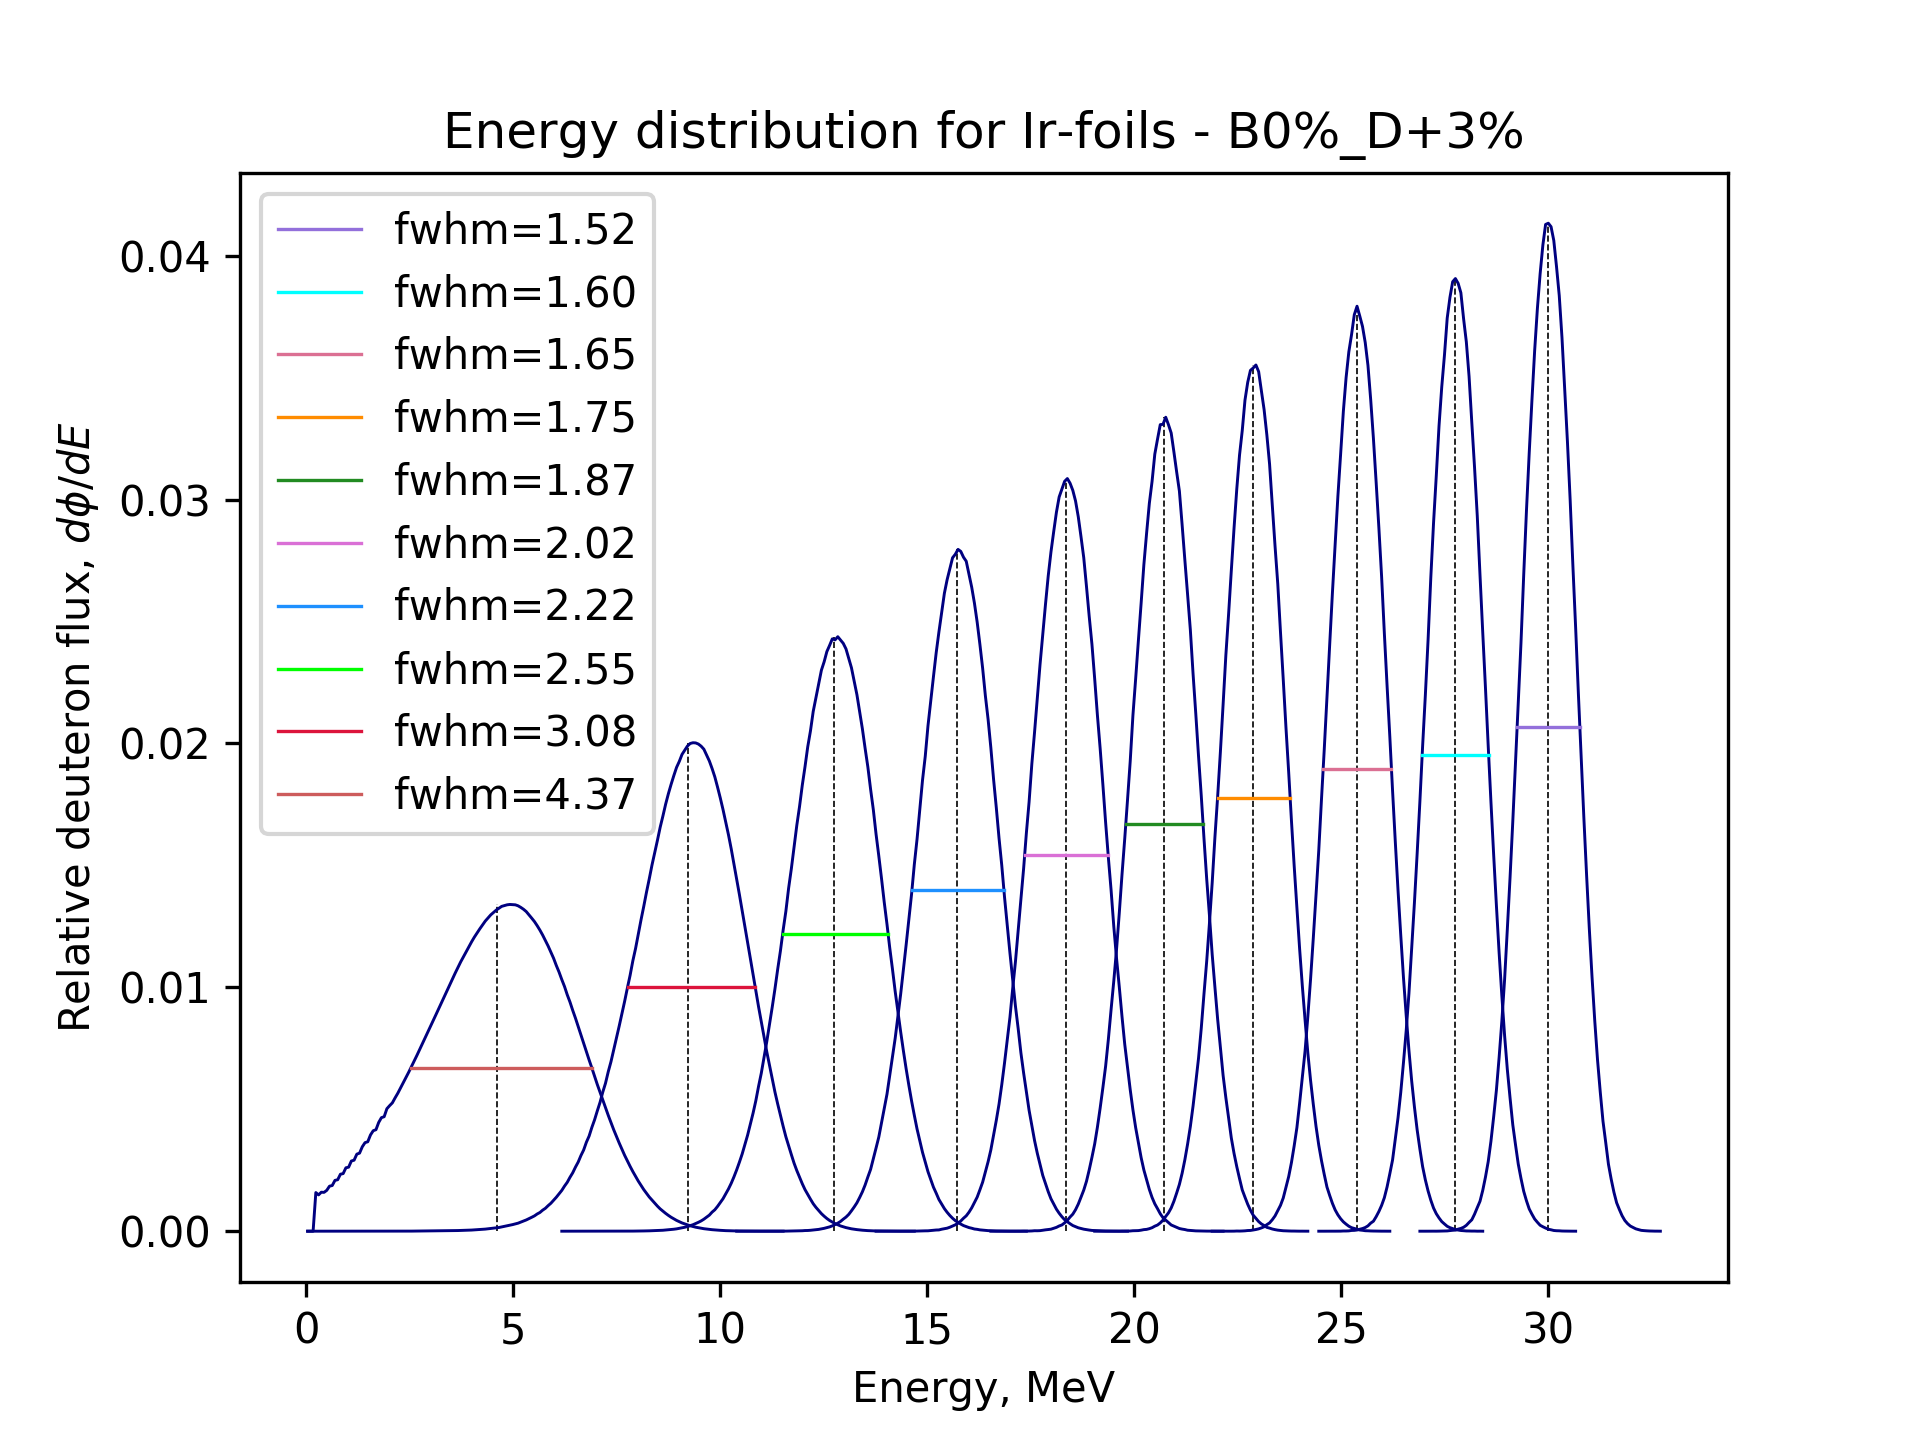 Energy distribution for Ir-foils - B0%_D+3%
fwhm=1.52
fwhm=1.60
fwhm=1.65
fwhm=1.75
fwhm=1.87
fwhm=2.02
fwhm=2.22
fwhm=2.55
fwhm=3.08
fwhm=4.37
Relative deuteron flux, dϕ/dE
0.04
0.03
0.02
0.01
0.00
0 5 10 15 20 25 30
Energy, MeV